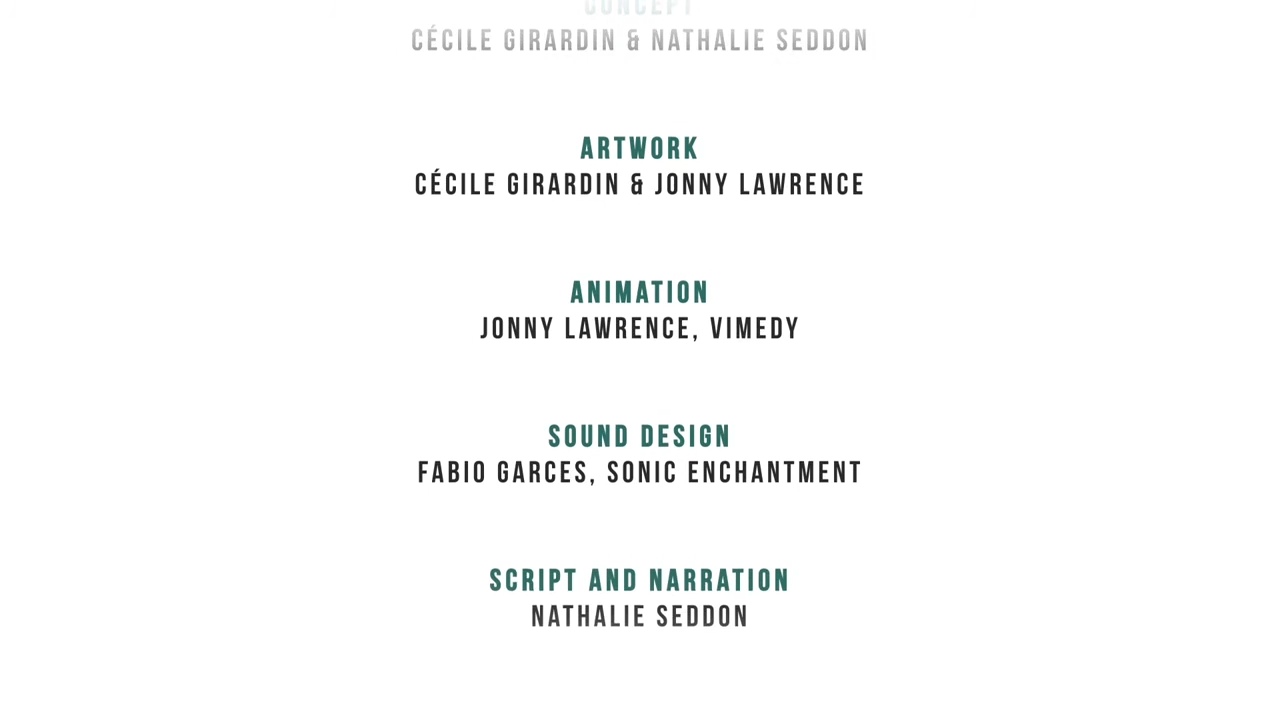 CONCEPT
CÉCILE GIRARDIN & NATHALIE SEDDON
ARTWORK
CÉCILE GIRARDIN & JONNY LAWRENCE
ANIMATION
JONNY LAWRENCE, VIMEDY
SOUND DESIGN
FABIO GARCES, SONIC ENCHANTMENT
SCRIPT AND NARRATION
NATHALIE SEDDON